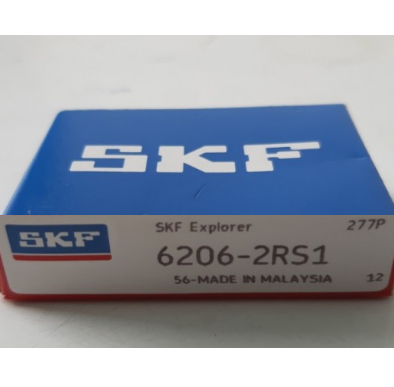 SKF
SKF Explorer 277P
SKF
6206-2RS1
56-MADE IN MALAYSIA 12